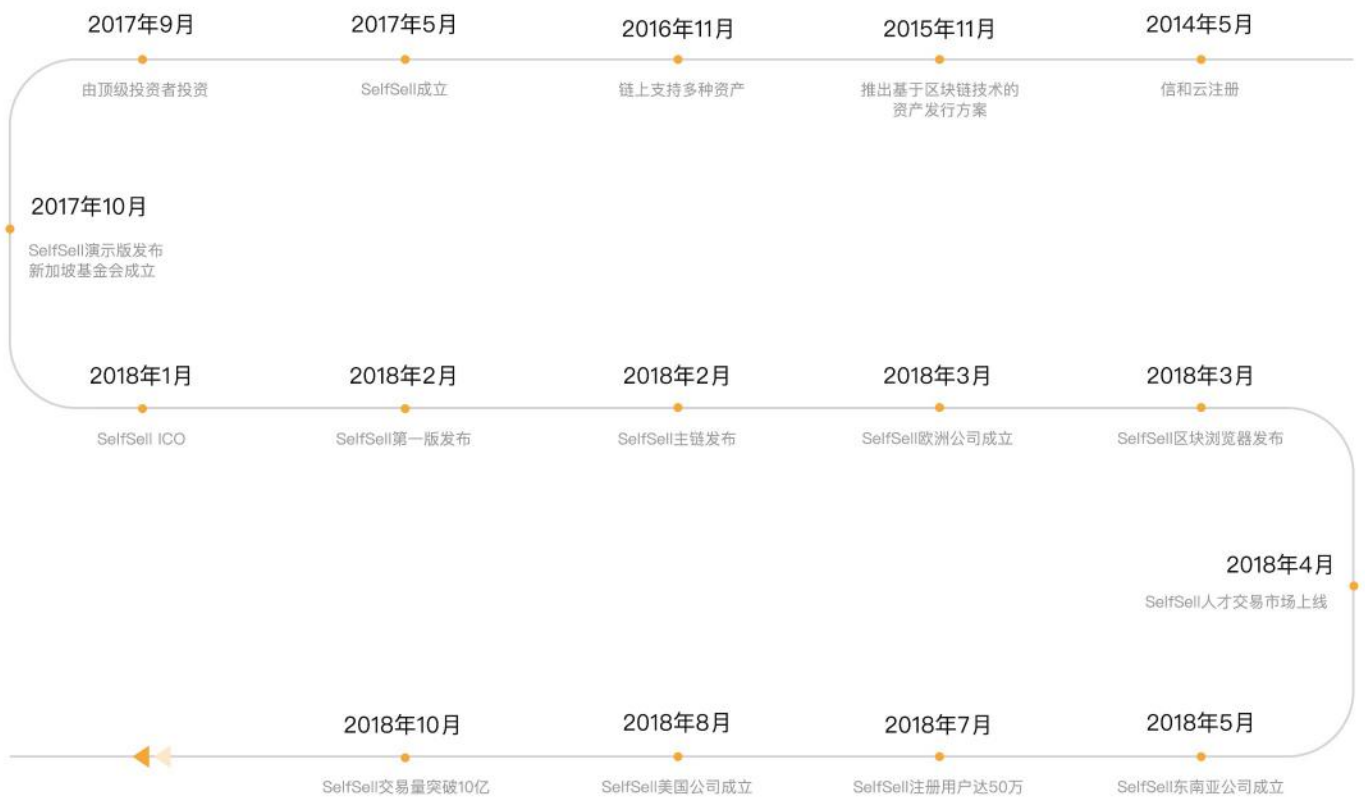 2017年9月
由顶级投资者投资
2017年5月
SelfSell成立
2016年11月
链上支持多种资产
2015年11月
推出基于区块链技术的
资产发行方案
2014年5月
信和云注册
2017年10月
SelfSell演示版发布
新加坡基金会成立
2018年1月
SelfSell ICO
2018年2月
SelfSell第一版发布
2018年2月
SelfSell主链发布
2018年3月
SelfSell欧洲公司成立
2018年3月
SelfSell区块浏览器发布
2018年4月
SelfSell人才交易市场上线
2018年10月
SelfSell交易量突破10亿
2018年8月
SelfSell美国公司成立
2018年7月
SelfSell注册用户达50万
2018年5月
SelfSell东南亚公司成立